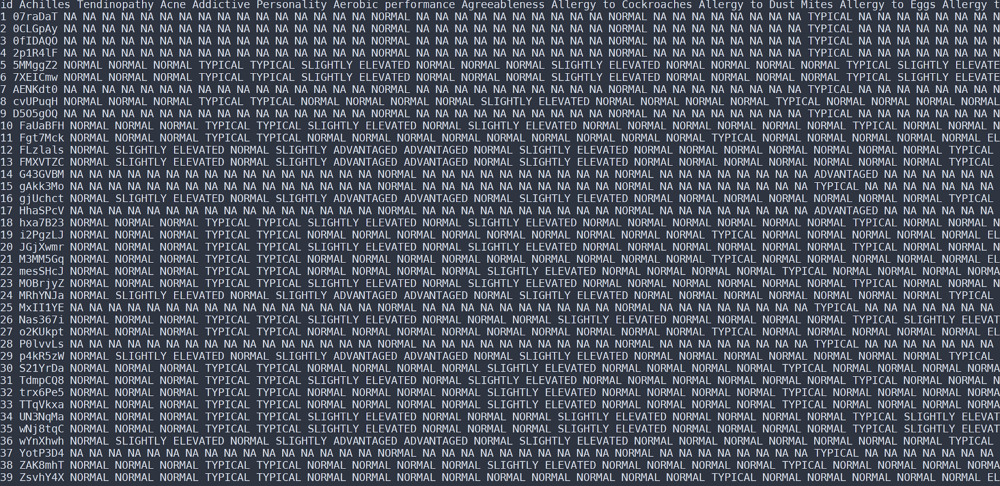 id Achilles Tendinopathy Acne Addictive Personality Aerobic performance Agreeableness Allergy to Cockroaches Allergy to Dust Mites Allergy to Eggs Allergy t
1 07raDaT NA NA NA NA NA NA NA NA NA NA NA NA NA NA NA NA NORMAL NA NA NA NA NA NA NA NA NA NA NORMAL NA NA NA NA NA NA NA NA TYPICAL NA NA NA NA NA NA NA N
2 0CLGpAy NA NA NA NA NA NA NA NA NA NA NA NA NA NA NA NA NORMAL NA NA NA NA NA NA NA NA NA NA NORMAL NA NA NA NA NA NA NA NA TYPICAL NA NA NA NA NA NA NA N
3 0fIDAQO NA NA NA NA NA NA NA NA NA NA NA NA NA NA NA NA NORMAL NA NA NA NA NA NA NA NA NA NA NORMAL NA NA NA NA NA NA NA NA TYPICAL NA NA NA NA NA NA NA N
4 2p1R4lF NA NA NA NA NA NA NA NA NA NA NA NA NA NA NA NA NORMAL NA NA NA NA NA NA NA NA NA NA NORMAL NA NA NA NA NA NA NA NA TYPICAL NA NA NA NA NA NA NA N
5 5MMggZ2 NORMAL NORMAL NORMAL TYPICAL TYPICAL SLIGHTLY ELEVATED NORMAL NORMAL NORMAL SLIGHTLY ELEVATED NORMAL NORMAL NORMAL NORMAL TYPICAL SLIGHTLY ELEVATE
6 7XEICmw NORMAL NORMAL NORMAL TYPICAL TYPICAL SLIGHTLY ELEVATED NORMAL NORMAL NORMAL SLIGHTLY ELEVATED NORMAL NORMAL NORMAL NORMAL TYPICAL SLIGHTLY ELEVATE
7 AENKdt0 NA NA NA NA NA NA NA NA NA NA NA NA NA NA NA NA NORMAL NA NA NA NA NA NA NA NA NA NA NORMAL NA NA NA NA NA NA NA NA TYPICAL NA NA NA NA NA NA NA N
8 cvUPuqH NORMAL NORMAL NORMAL TYPICAL TYPICAL NORMAL NORMAL NORMAL NORMAL SLIGHTLY ELEVATED NORMAL NORMAL NORMAL NORMAL TYPICAL NORMAL NORMAL NORMAL NORMAL
9 D5O5gOQ NA NA NA NA NA NA NA NA NA NA NA NA NA NA NA NA NORMAL NA NA NA NA NA NA NA NA NA NA NORMAL NA NA NA NA NA NA NA NA TYPICAL NA NA NA NA NA NA NA N
10 FaUaBFH NORMAL NORMAL NORMAL TYPICAL TYPICAL SLIGHTLY ELEVATED NORMAL SLIGHTLY ELEVATED NORMAL NORMAL NORMAL NORMAL NORMAL NORMAL TYPICAL NORMAL NORMAL N
11 Fgt7Mck NORMAL NORMAL NORMAL TYPICAL TYPICAL NORMAL NORMAL NORMAL NORMAL NORMAL NORMAL NORMAL NORMAL NORMAL TYPICAL NORMAL NORMAL NORMAL NORMAL NORMAL EL
12 FLzlals NORMAL SLIGHTLY ELEVATED NORMAL SLIGHTLY ADVANTAGED ADVANTAGED NORMAL SLIGHTLY ELEVATED NORMAL NORMAL NORMAL NORMAL NORMAL NORMAL NORMAL TYPICAL
13 FMXVTZC NORMAL SLIGHTLY ELEVATED NORMAL SLIGHTLY ADVANTAGED ADVANTAGED NORMAL SLIGHTLY ELEVATED NORMAL NORMAL NORMAL NORMAL NORMAL NORMAL NORMAL TYPICAL
14 G43GVBM NA NA NA NA NA NA NA NA NA NA NA NA NA NA NA NA NORMAL NA NA NA NA NA NA NA NA NA NA NORMAL NA NA NA NA NA NA NA NA ADVANTAGED NA NA NA NA NA NA
15 gAkk3Mo NA NA NA NA NA NA NA NA NA NA NA NA NA NA NA NA NORMAL NA NA NA NA NA NA NA NA NA NA NORMAL NA NA NA NA NA NA NA NA TYPICAL NA NA NA NA NA NA NA
16 gjUchct NORMAL SLIGHTLY ELEVATED NORMAL SLIGHTLY ADVANTAGED ADVANTAGED NORMAL SLIGHTLY ELEVATED NORMAL NORMAL NORMAL NORMAL NORMAL NORMAL NORMAL TYPICAL
17 HhaSPcV NA NA NA NA NA NA NA NA NA NA NA NA NA NA NA NA NORMAL NA NA NA NA NA NA NA NA NA NA NORMAL NA NA NA NA NA NA NA NA ADVANTAGED NA NA NA NA NA NA
18 hxa7B23 NORMAL NORMAL NORMAL TYPICAL TYPICAL SLIGHTLY ELEVATED NORMAL SLIGHTLY ELEVATED NORMAL NORMAL NORMAL NORMAL NORMAL NORMAL TYPICAL NORMAL NORMAL N
19 i2PgzLJ NORMAL NORMAL NORMAL TYPICAL TYPICAL NORMAL NORMAL NORMAL NORMAL NORMAL NORMAL NORMAL NORMAL NORMAL TYPICAL NORMAL NORMAL NORMAL NORMAL NORMAL EL
20 JGjXwmr NORMAL NORMAL NORMAL TYPICAL TYPICAL SLIGHTLY ELEVATED NORMAL SLIGHTLY ELEVATED NORMAL NORMAL NORMAL NORMAL NORMAL NORMAL TYPICAL NORMAL NORMAL N
21 M3MM5Gq NORMAL NORMAL NORMAL TYPICAL TYPICAL NORMAL NORMAL NORMAL NORMAL NORMAL NORMAL NORMAL NORMAL NORMAL TYPICAL NORMAL NORMAL NORMAL NORMAL NORMAL EL
22 mesSHcJ NORMAL NORMAL NORMAL TYPICAL TYPICAL NORMAL NORMAL NORMAL NORMAL SLIGHTLY ELEVATED NORMAL NORMAL NORMAL NORMAL TYPICAL NORMAL NORMAL NORMAL NORMA
23 MOBrjyZ NORMAL NORMAL NORMAL TYPICAL TYPICAL SLIGHTLY ELEVATED NORMAL SLIGHTLY ELEVATED NORMAL NORMAL NORMAL NORMAL NORMAL NORMAL TYPICAL NORMAL NORMAL N
24 MRhYNJa NORMAL SLIGHTLY ELEVATED NORMAL SLIGHTLY ADVANTAGED ADVANTAGED NORMAL SLIGHTLY ELEVATED NORMAL NORMAL NORMAL NORMAL NORMAL NORMAL NORMAL TYPICAL
25 MxII1YE NA NA NA NA NA NA NA NA NA NA NA NA NA NA NA NA NORMAL NA NA NA NA NA NA NA NA NA NA NORMAL NA NA NA NA NA NA NA NA TYPICAL NA NA NA NA NA NA NA
26 Nas367i NORMAL NORMAL NORMAL TYPICAL TYPICAL SLIGHTLY ELEVATED NORMAL NORMAL NORMAL SLIGHTLY ELEVATED NORMAL NORMAL NORMAL NORMAL TYPICAL SLIGHTLY ELEVAT
27 o2KUkpt NORMAL NORMAL NORMAL TYPICAL TYPICAL NORMAL NORMAL NORMAL NORMAL NORMAL NORMAL NORMAL NORMAL NORMAL TYPICAL NORMAL NORMAL NORMAL NORMAL NORMAL EL
28 P0lvvLs NA NA NA NA NA NA NA NA NA NA NA NA NA NA NA NA NORMAL NA NA NA NA NA NA NA NA NA NA NORMAL NA NA NA NA NA NA NA NA TYPICAL NA NA NA NA NA NA NA
29 p4kR5zW NORMAL SLIGHTLY ELEVATED NORMAL SLIGHTLY ADVANTAGED ADVANTAGED NORMAL SLIGHTLY ELEVATED NORMAL NORMAL NORMAL NORMAL NORMAL NORMAL NORMAL TYPICAL
30 S21YrDa NORMAL NORMAL NORMAL TYPICAL TYPICAL NORMAL NORMAL NORMAL NORMAL SLIGHTLY ELEVATED NORMAL NORMAL NORMAL NORMAL TYPICAL NORMAL NORMAL NORMAL NORMA
31 TdmpCQ8 NORMAL NORMAL NORMAL TYPICAL TYPICAL SLIGHTLY ELEVATED NORMAL SLIGHTLY ELEVATED NORMAL NORMAL NORMAL NORMAL NORMAL NORMAL TYPICAL NORMAL NORMAL N
32 trx6Pe5 NORMAL NORMAL NORMAL TYPICAL TYPICAL NORMAL NORMAL NORMAL NORMAL SLIGHTLY ELEVATED NORMAL NORMAL NORMAL NORMAL TYPICAL NORMAL NORMAL NORMAL NORMA
33 TTqVkxa NORMAL NORMAL NORMAL TYPICAL TYPICAL NORMAL NORMAL NORMAL NORMAL SLIGHTLY ELEVATED NORMAL NORMAL NORMAL NORMAL TYPICAL NORMAL NORMAL NORMAL NORMA
34 UN3NqMa NORMAL NORMAL NORMAL TYPICAL TYPICAL SLIGHTLY ELEVATED NORMAL NORMAL NORMAL SLIGHTLY ELEVATED NORMAL NORMAL NORMAL NORMAL TYPICAL SLIGHTLY ELEVAT
35 wNj8tqC NORMAL NORMAL NORMAL TYPICAL TYPICAL SLIGHTLY ELEVATED NORMAL NORMAL NORMAL SLIGHTLY ELEVATED NORMAL NORMAL NORMAL NORMAL TYPICAL SLIGHTLY ELEVAT
36 wYnXhwh NORMAL SLIGHTLY ELEVATED NORMAL SLIGHTLY ADVANTAGED ADVANTAGED NORMAL SLIGHTLY ELEVATED NORMAL NORMAL NORMAL NORMAL NORMAL NORMAL NORMAL TYPICAL
37 YotP3D4 NA NA NA NA NA NA NA NA NA NA NA NA NA NA NA NA NORMAL NA NA NA NA NA NA NA NA NA NA NORMAL NA NA NA NA NA NA NA NA TYPICAL NA NA NA NA NA NA NA
38 ZAK8mhT NORMAL NORMAL NORMAL TYPICAL TYPICAL NORMAL NORMAL NORMAL NORMAL SLIGHTLY ELEVATED NORMAL NORMAL NORMAL NORMAL TYPICAL NORMAL NORMAL NORMAL NORMA
39 ZsvhY4X NORMAL NORMAL NORMAL TYPICAL TYPICAL NORMAL NORMAL NORMAL NORMAL NORMAL NORMAL NORMAL NORMAL NORMAL TYPICAL NORMAL NORMAL NORMAL NORMAL NORMAL EL